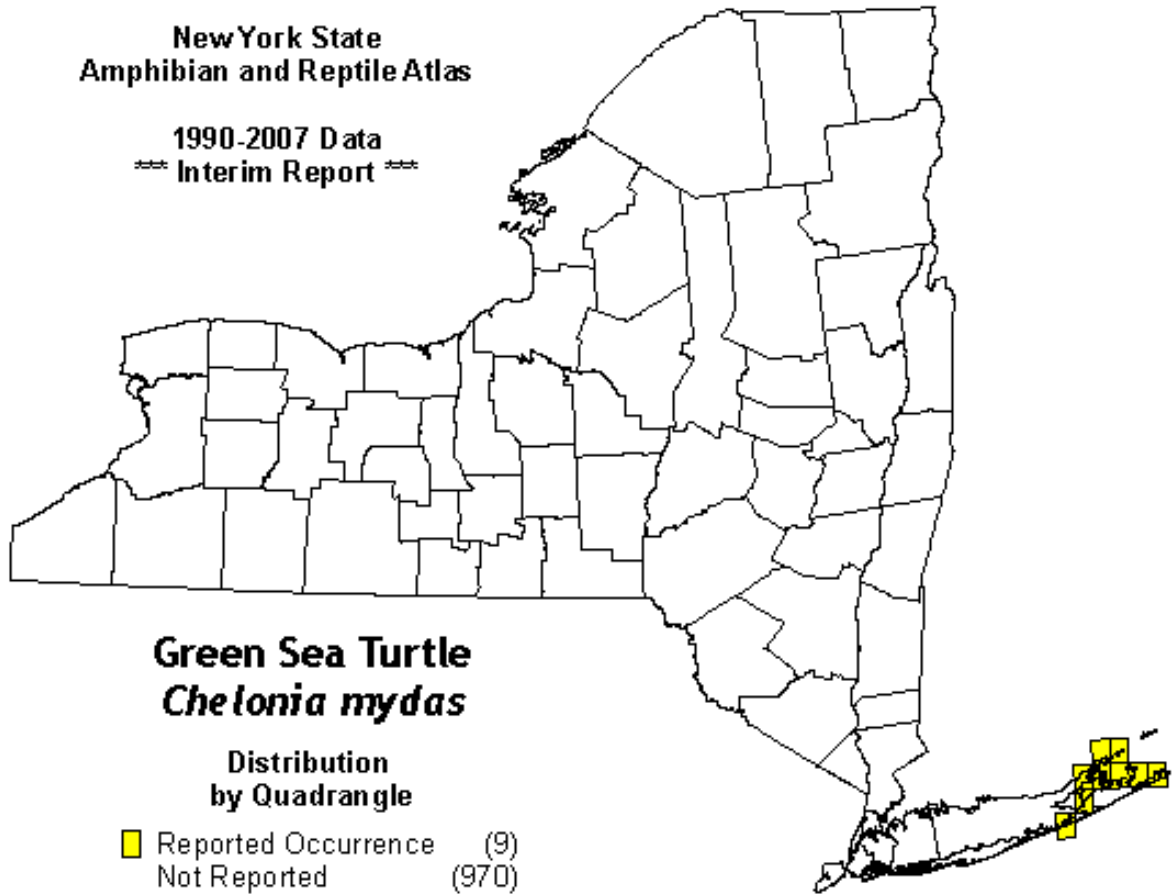 New York State
Amphibian and Reptile Atlas
1990-2007 Data
*** Interim Report ***
Green Sea Turtle
Chelonia mydas
Distribution
by Quadrangle
Reported Occurrence (9)
Not Reported (970)